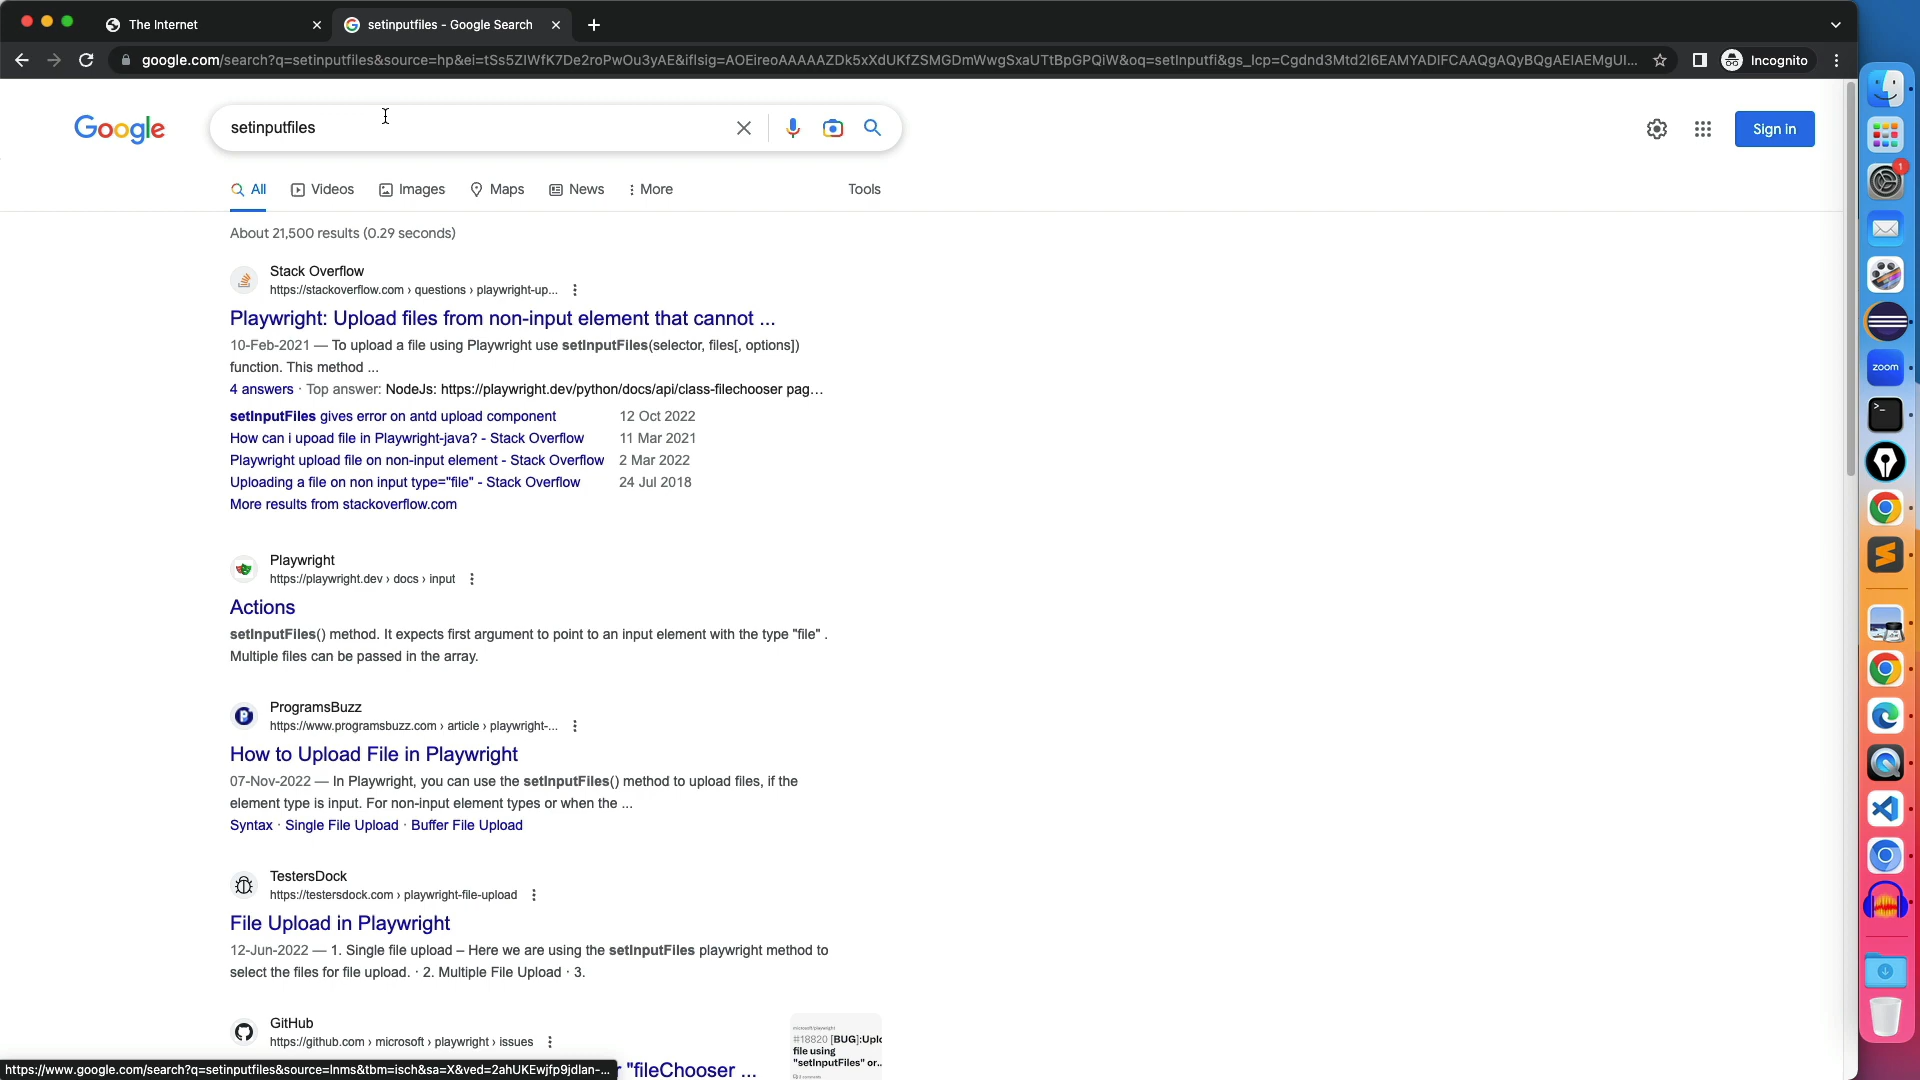 The Internet
setinputfiles - Google Search
google.com/search?q=setinputfiles&source=hp&ei=tSs5ZIWfK7De2roPwOu3yAE&iflsig=AOEireoAAAAAZDk5xXdUKfZSMGDmWwgSxaUTtBpGPQiW&oq=setInputfi&gs_lcp=Cgdnd3Mtd2l6EAMYADIFCAAQgAQyBQgAEIAEMgUI...
Incognito
Google
setinputfiles
Sign in
All
Videos
Images
Maps
News
More
Tools
About 21,500 results (0.29 seconds)
Stack Overflow
https://stackoverflow.com › questions › playwright-up...
Playwright: Upload files from non-input element that cannot ...
10-Feb-2021 — To upload a file using Playwright use setInputFiles(selector, files[, options])
function. This method ...
4 answers · Top answer: NodeJs: https://playwright.dev/python/docs/api/class-filechooser pag...
setInputFiles gives error on antd upload component 12 Oct 2022
How can i upoad file in Playwright-java? - Stack Overflow 11 Mar 2021
Playwright upload file on non-input element - Stack Overflow 2 Mar 2022
Uploading a file on non input type="file" - Stack Overflow 24 Jul 2018
More results from stackoverflow.com
Playwright
https://playwright.dev › docs › input
Actions
setInputFiles() method. It expects first argument to point to an input element with the type "file" .
Multiple files can be passed in the array.
ProgramsBuzz
https://www.programsbuzz.com › article › playwright-...
How to Upload File in Playwright
07-Nov-2022 — In Playwright, you can use the setInputFiles() method to upload files, if the
element type is input. For non-input element types or when the ...
Syntax · Single File Upload · Buffer File Upload
TestersDock
https://testersdock.com › playwright-file-upload
File Upload in Playwright
12-Jun-2022 — 1. Single file upload – Here we are using the setInputFiles playwright method to
select the files for file upload. · 2. Multiple File Upload · 3.
GitHub
https://github.com › microsoft › playwright › issues
"fileChooser ...
#18820 [BUG]:Uplo
file using
"setInputFiles" or..
https://www.google.com/search?q=setinputfiles&source=lnms&tbm=isch&sa=X&ved=2ahUKEwjfp9jdlan-...
1
zoom